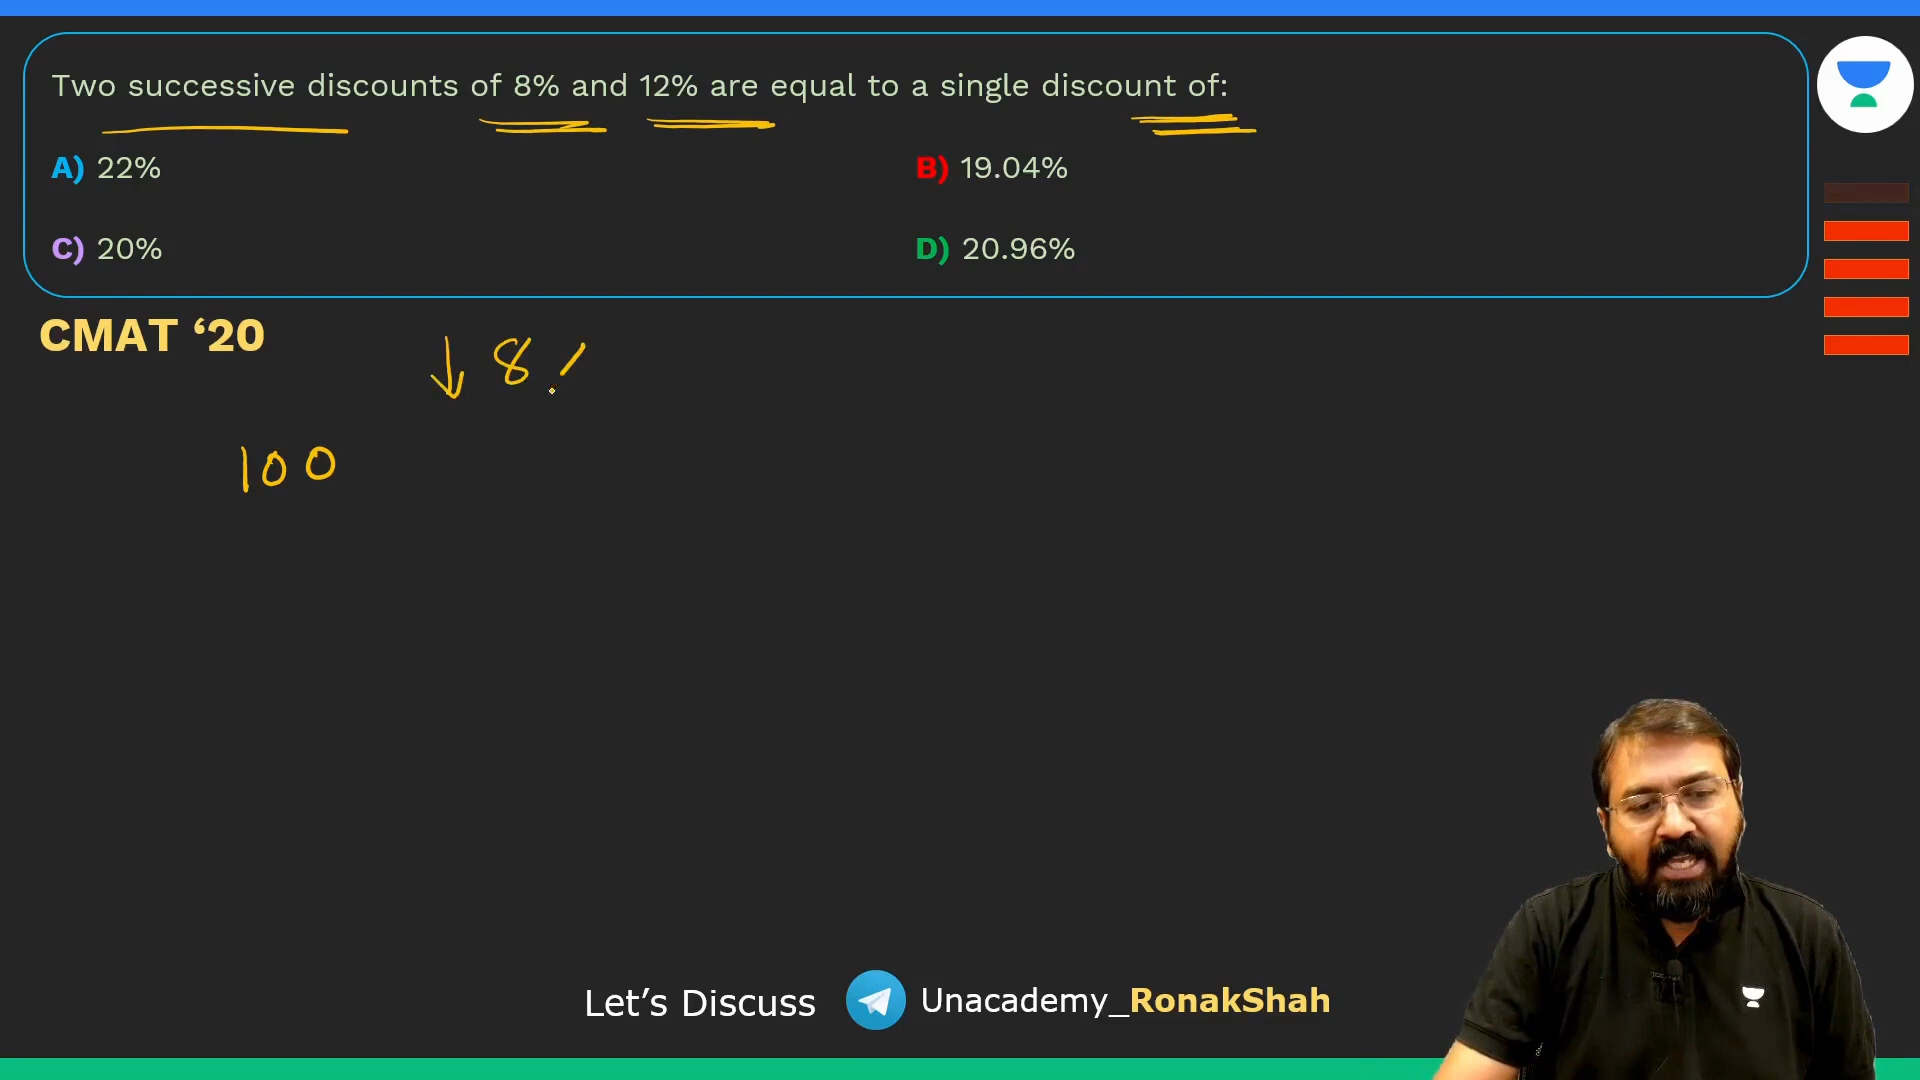 Two successive discounts of 8% and 12% are equal to a single discount of:
A) 22%
B) 19.04%
C) 20%
D) 20.96%
CMAT ‘20
↓ 8%
100
Let’s Discuss Unacademy_RonakShah